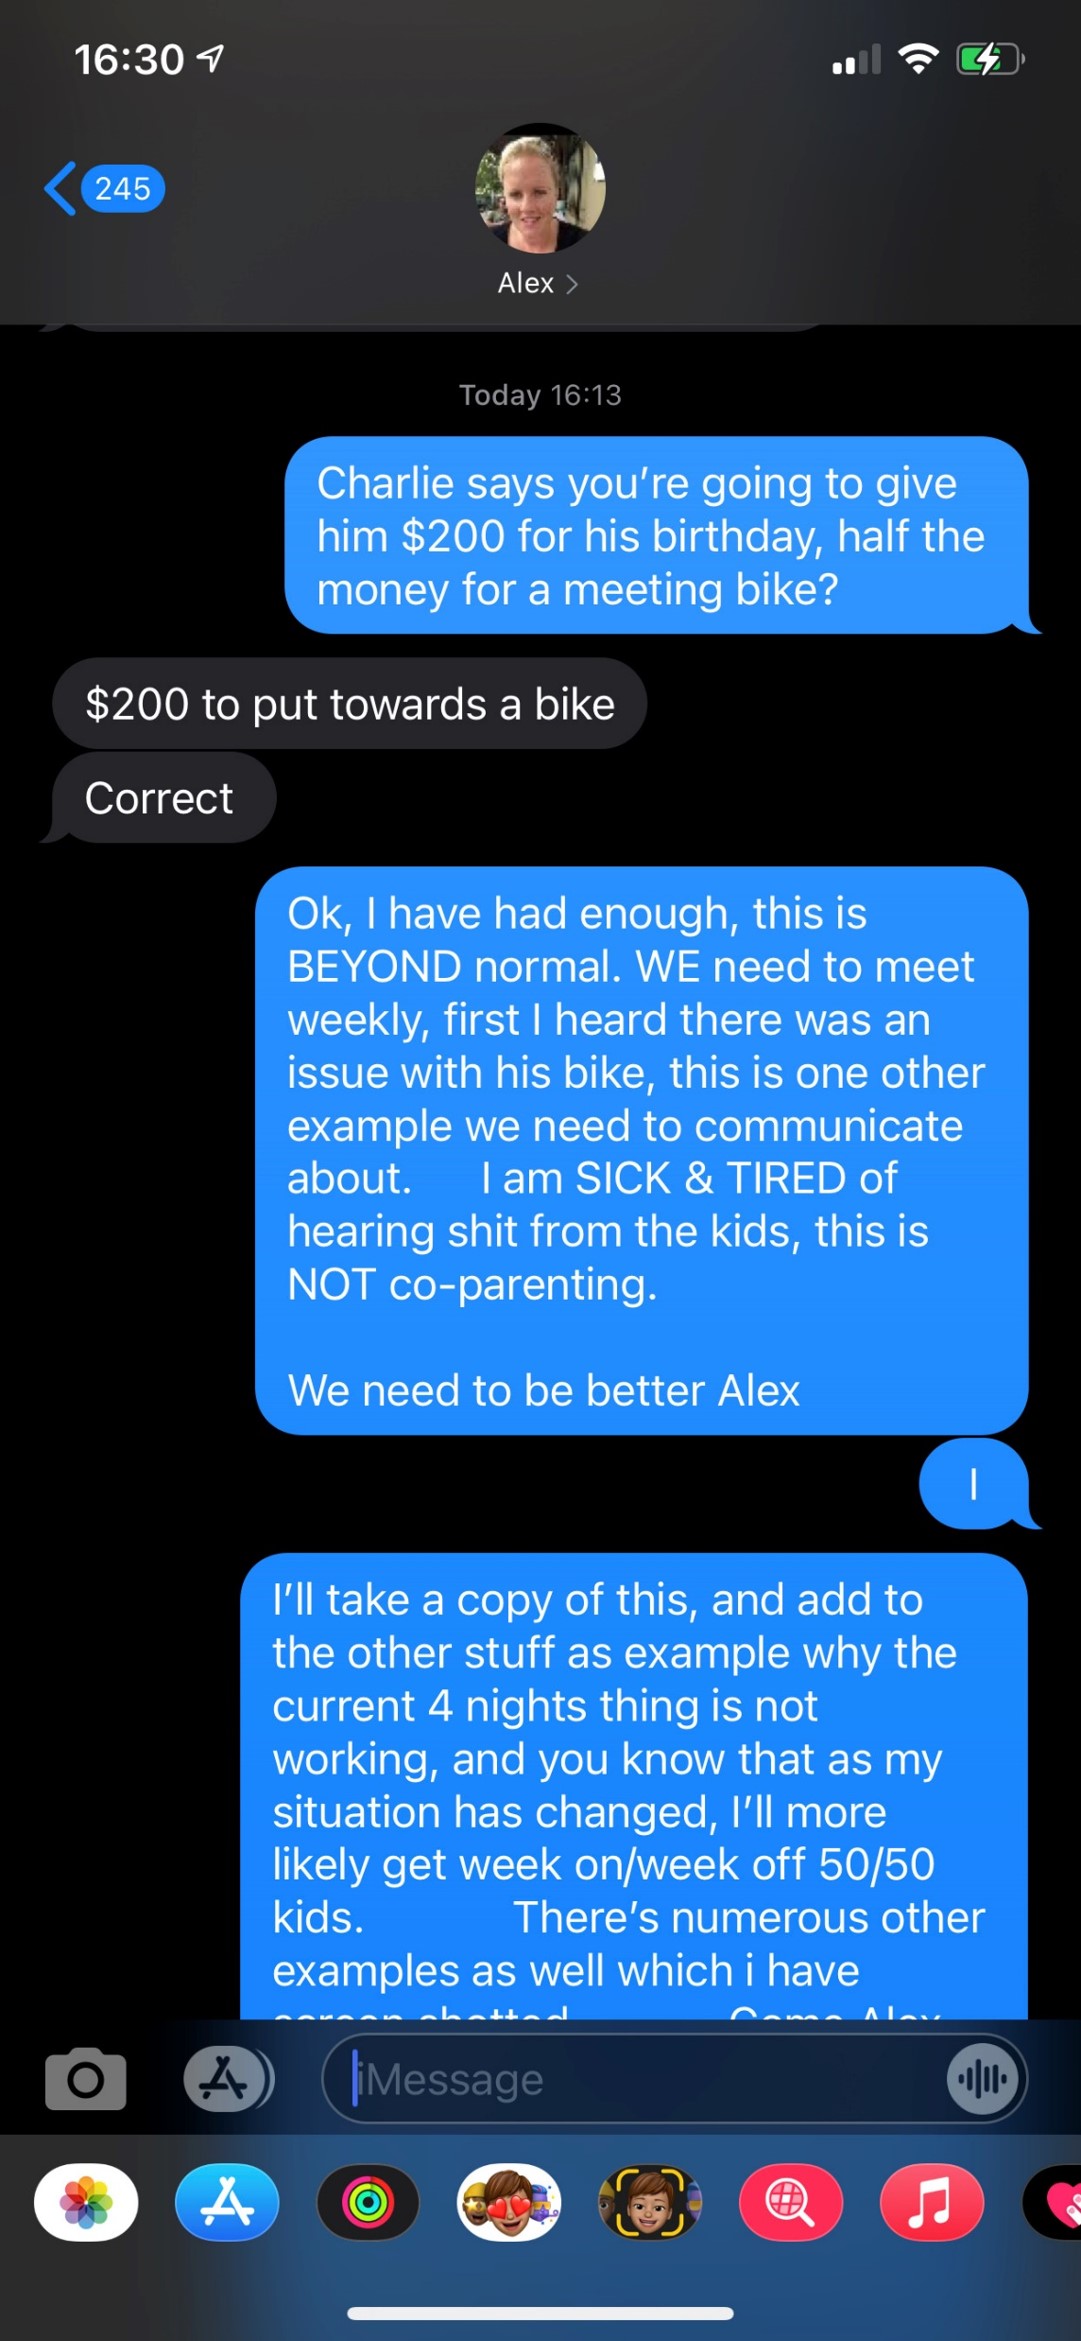 16:30
245
Alex
Today 16:13
Charlie says you're going to give
him $200 for his birthday, half the
money for a meeting bike?
$200 to put towards a bike
Correct
Ok, I have had enough, this is
BEYOND normal. WE need to meet
weekly, first I heard there was an
issue with his bike, this is one other
example we need to communicate
about. I am SICK & TIRED of
hearing shit from the kids, this is
NOT co-parenting.
We need to be better Alex
I
I'll take a copy of this, and add to
the other stuff as example why the
current 4 nights thing is not
working, and you know that as my
situation has changed, I'll more
likely get week on/week off 50/50
kids. There's numerous other
examples as well which i have
iMessage